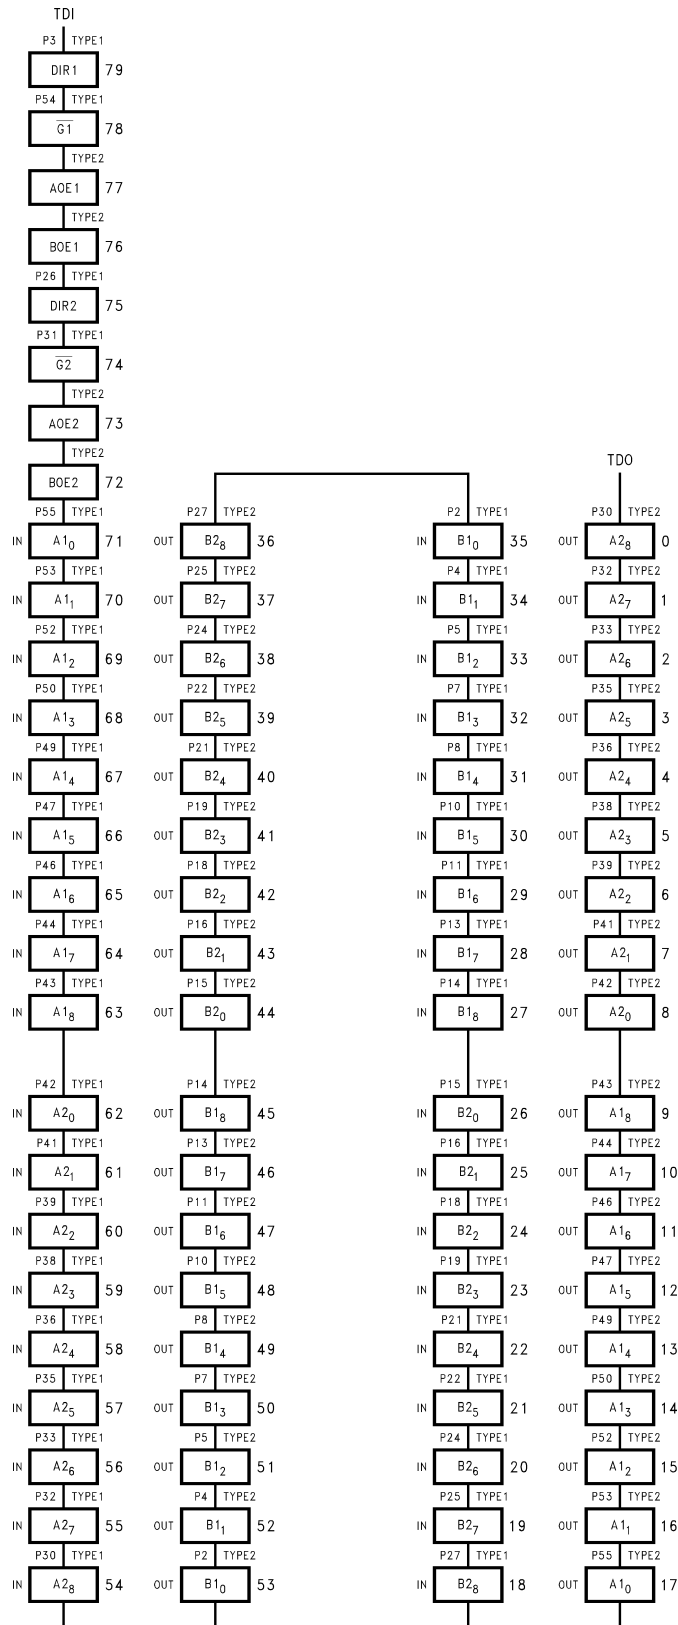 TDI
P3 TYPE1
DIR1 79
P54 TYPE1
G1 78
TYPE2
AOE1 77
TYPE2
BOE1 76
P26 TYPE1
DIR2 75
P31 TYPE1
G2 74
TYPE2
AOE2 73
TYPE2
BOE2 72
P55 TYPE1
IN A1₀ 71
P53 TYPE1
IN A1₁ 70
P52 TYPE1
IN A1₂ 69
P50 TYPE1
IN A1₃ 68
P49 TYPE1
IN A1₄ 67
P47 TYPE1
IN A1₅ 66
P46 TYPE1
IN A1₆ 65
P44 TYPE1
IN A1₇ 64
P43 TYPE1
IN A1₈ 63
P42 TYPE1
IN A2₀ 62
P41 TYPE1
IN A2₁ 61
P39 TYPE1
IN A2₂ 60
P38 TYPE1
IN A2₃ 59
P36 TYPE1
IN A2₄ 58
P35 TYPE1
IN A2₅ 57
P33 TYPE1
IN A2₆ 56
P32 TYPE1
IN A2₇ 55
P30 TYPE1
IN A2₈ 54
P27 TYPE2
OUT B2₈ 36
P25 TYPE2
OUT B2₇ 37
P24 TYPE2
OUT B2₆ 38
P22 TYPE2
OUT B2₅ 39
P21 TYPE2
OUT B2₄ 40
P19 TYPE2
OUT B2₃ 41
P18 TYPE2
OUT B2₂ 42
P16 TYPE2
OUT B2₁ 43
P15 TYPE2
OUT B2₀ 44
P14 TYPE2
OUT B1₈ 45
P13 TYPE2
OUT B1₇ 46
P11 TYPE2
OUT B1₆ 47
P10 TYPE2
OUT B1₅ 48
P8 TYPE2
OUT B1₄ 49
P7 TYPE2
OUT B1₃ 50
P5 TYPE2
OUT B1₂ 51
P4 TYPE2
OUT B1₁ 52
P2 TYPE2
OUT B1₀ 53
P2 TYPE1
IN B1₀ 35
P4 TYPE1
IN B1₁ 34
P5 TYPE1
IN B1₂ 33
P7 TYPE1
IN B1₃ 32
P8 TYPE1
IN B1₄ 31
P10 TYPE1
IN B1₅ 30
P11 TYPE1
IN B1₆ 29
P13 TYPE1
IN B1₇ 28
P14 TYPE1
IN B1₈ 27
P15 TYPE1
IN B2₀ 26
P16 TYPE1
IN B2₁ 25
P18 TYPE1
IN B2₂ 24
P19 TYPE1
IN B2₃ 23
P21 TYPE1
IN B2₄ 22
P22 TYPE1
IN B2₅ 21
P24 TYPE1
IN B2₆ 20
P25 TYPE1
IN B2₇ 19
P27 TYPE1
IN B2₈ 18
TDO
P30 TYPE2
OUT A2₈ 0
P32 TYPE2
OUT A2₇ 1
P33 TYPE2
OUT A2₆ 2
P35 TYPE2
OUT A2₅ 3
P36 TYPE2
OUT A2₄ 4
P38 TYPE2
OUT A2₃ 5
P39 TYPE2
OUT A2₂ 6
P41 TYPE2
OUT A2₁ 7
P42 TYPE2
OUT A2₀ 8
P43 TYPE2
OUT A1₈ 9
P44 TYPE2
OUT A1₇ 10
P46 TYPE2
OUT A1₆ 11
P47 TYPE2
OUT A1₅ 12
P49 TYPE2
OUT A1₄ 13
P50 TYPE2
OUT A1₃ 14
P52 TYPE2
OUT A1₂ 15
P53 TYPE2
OUT A1₁ 16
P55 TYPE2
OUT A1₀ 17